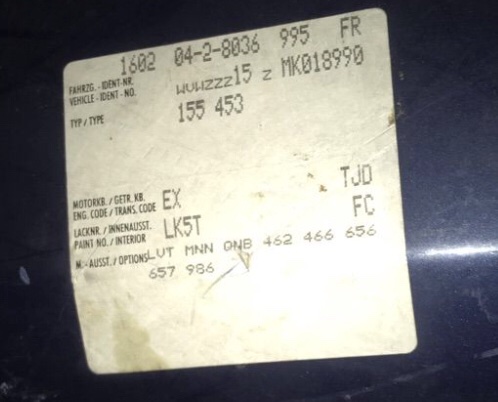 1602 04-2-8036 995 FR
FAHRZG.-IDENT-NR.
VEHICLE-IDENT-NO. WVWZZZ15 Z MK018990
TYP / TYPE 155 453
MOTORKB. / GETR.KB.
ENG. CODE / TRANS. CODE EX TJD
LACKNR. / INNENAUSST.
PAINT NO. / INTERIOR LK5T FC
M.-AUSST. / OPTIONS LVT MNN QNB 462 466 656
657 986